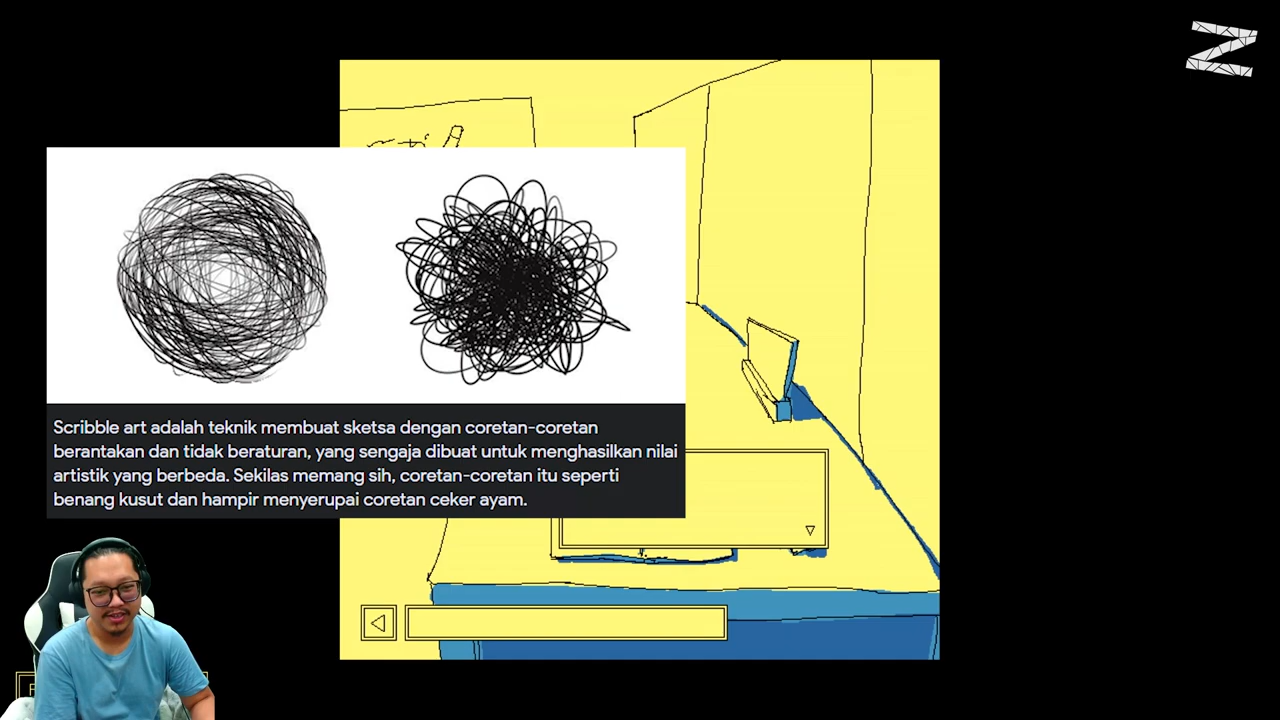 Z
Scribble art adalah teknik membuat sketsa dengan coretan-coretan
berantakan dan tidak beraturan, yang sengaja dibuat untuk menghasilkan nilai
artistik yang berbeda. Sekilas memang sih, coretan-coretan itu seperti
benang kusut dan hampir menyerupai coretan ceker ayam.